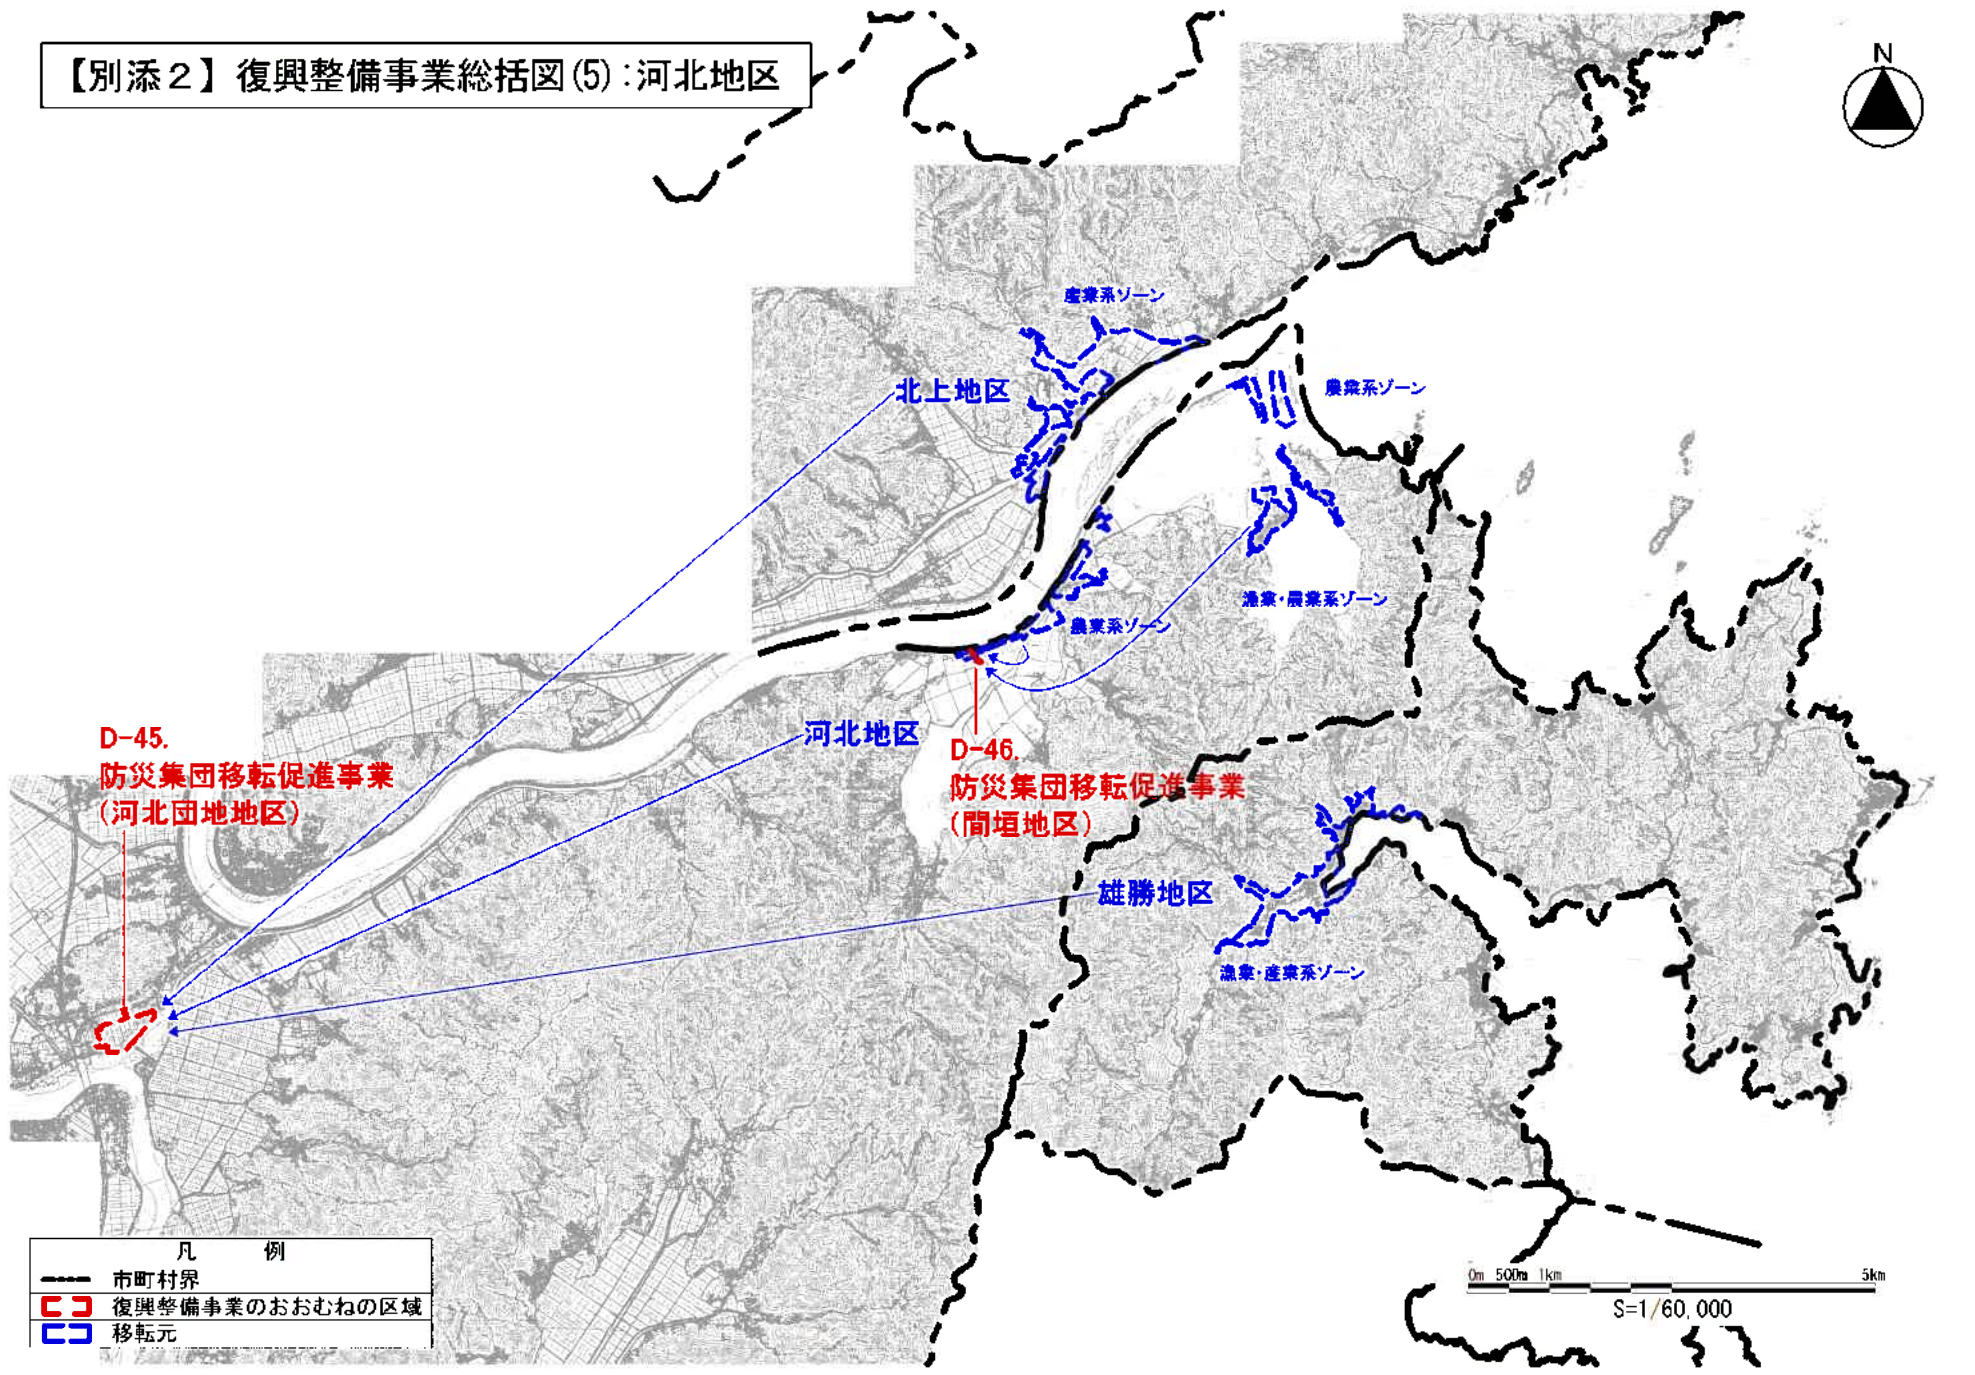 【別添２】復興整備事業総括図(5):河北地区
N
産業系ゾーン
北上地区
農業系ゾーン
漁業・農業系ゾーン
農業系ゾーン
D-45.
防災集団移転促進事業
(河北団地地区)
河北地区
D-46.
防災集団移転促進事業
(間垣地区)
雄勝地区
漁業・産業系ゾーン
凡 例
市町村界
復興整備事業のおおむねの区域
移転元
0m 500m 1km 5km
S=1/60,000